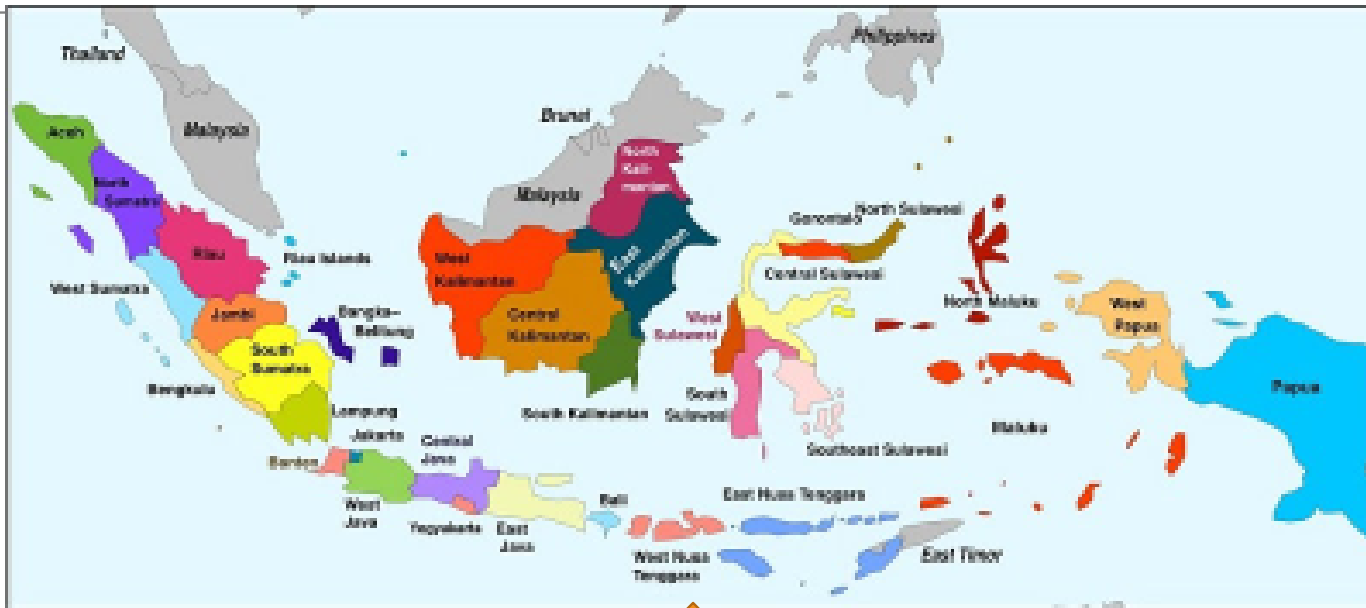 Thailand
Philippines
Aceh
Malaysia
Brunei
North
Kali-
mantan
North
Sumatra
Malaysia
Riau
Riau Islands
West
Kalimantan
East
Kalimantan
Gorontalo
North Sulawesi
Central Sulawesi
West Sumatra
Jambi
Bangka-
Belitung
Central
Kalimantan
West
Sulawesi
North Maluku
West
Papua
South
Sumatra
Bengkulu
Lampung
South Kalimantan
South
Sulawesi
Papua
Maluku
Jakarta
Central
Java
Southeast Sulawesi
Banten
West
Java
Yogyakarta
East
Java
Bali
East Nusa Tenggara
West Nusa
Tenggara
East Timor